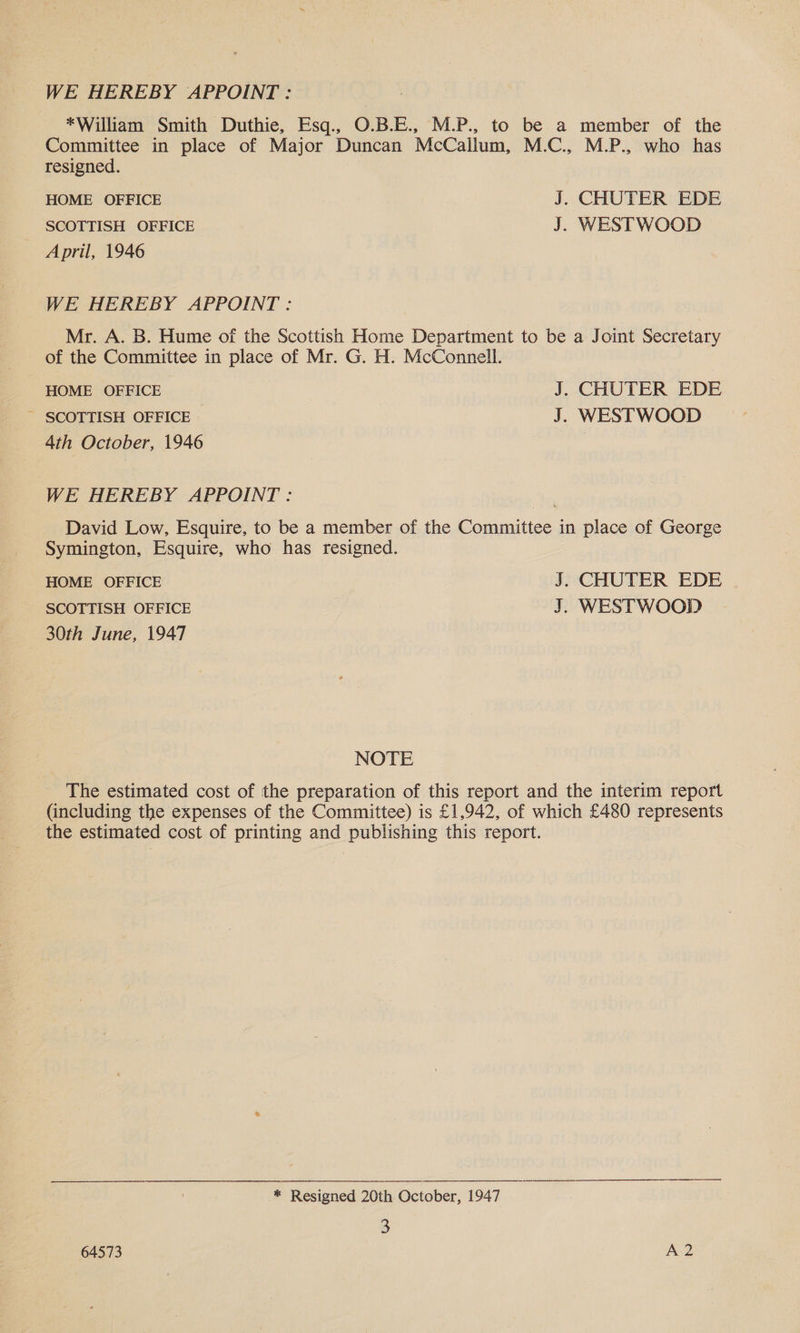 WE HEREBY APPOINT :
*William Smith Duthie, Esq., O.B.E., M.P., to be a member of the
Committee in place of Major Duncan McCallum, M.C., M.P., who has
resigned.
HOME OFFICE J. CHUTER EDE
SCOTTISH OFFICE J. WESTWOOD
April, 1946
WE HEREBY APPOINT :
Mr. A. B. Hume of the Scottish Home Department to be a Joint Secretary
of the Committee in place of Mr. G. H. McConnell.
HOME OFFICE J. CHUTER EDE
SCOTTISH OFFICE J. WESTWOOD
4th October, 1946
WE HEREBY APPOINT :
David Low, Esquire, to be a member of the Committee in place of George
Symington, Esquire, who has resigned.
HOME OFFICE J. CHUTER EDE
SCOTTISH OFFICE J. WESTWOOD
30th June, 1947
NOTE
The estimated cost of the preparation of this report and the interim report
(including the expenses of the Committee) is £1,942, of which £480 represents
the estimated cost of printing and publishing this report.
* Resigned 20th October, 1947
3
64573 A 2